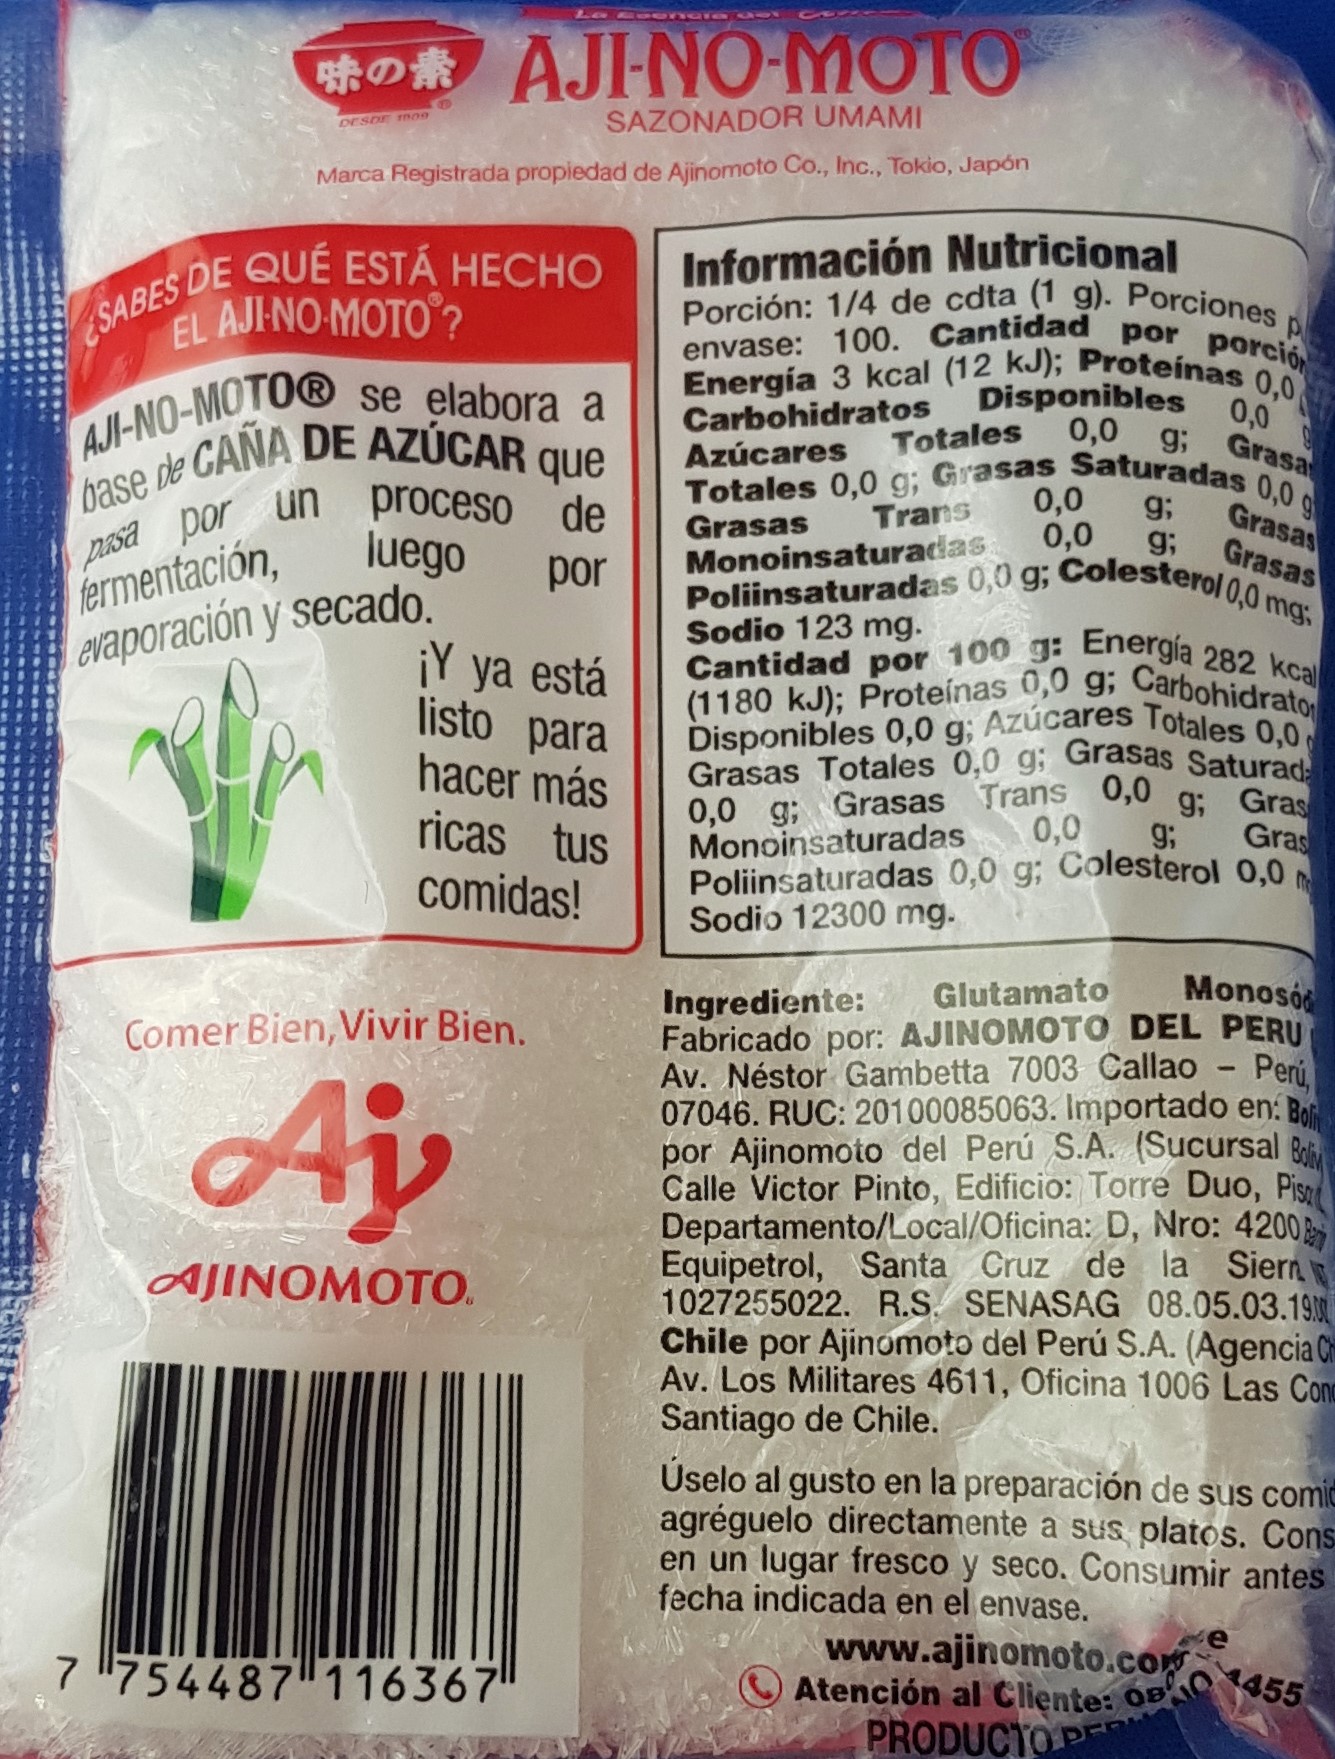 味の素
DESDE 1909
AJI-NO-MOTO®
SAZONADOR UMAMI
Marca Registrada propiedad de Ajinomoto Co., Inc., Tokio, Japón
¿SABES DE QUÉ ESTÁ HECHO
EL AJI-NO-MOTO®?
AJI-NO-MOTO® se elabora a
base de CAÑA DE AZÚCAR que
pasa por un proceso de
fermentación, luego por
evaporación y secado.
¡Y ya está
listo para
hacer más
ricas tus
comidas!
Comer Bien, Vivir Bien.
Aj
AJINOMOTO®
7 754487 116367
Información Nutricional
Porción: 1/4 de cdta (1 g). Porciones
envase: 100. Cantidad por porción
Energía 3 kcal (12 kJ); Proteínas 0,0
Carbohidratos Disponibles 0,0 g
Azúcares Totales 0,0 g; Grasas
Totales 0,0 g; Grasas Saturadas 0,0 g
Grasas Trans 0,0 g; Grasas
Monoinsaturadas 0,0 g; Grasas
Poliinsaturadas 0,0 g; Colesterol 0,0 mg;
Sodio 123 mg.
Cantidad por 100 g: Energía 282 kcal
(1180 kJ); Proteínas 0,0 g; Carbohidratos
Disponibles 0,0 g; Azúcares Totales 0,0
Grasas Totales 0,0 g; Grasas Saturad
0,0 g; Grasas Trans 0,0 g; Gras
Monoinsaturadas 0,0 g; Gras
Poliinsaturadas 0,0 g; Colesterol 0,0
Sodio 12300 mg.
Ingrediente: Glutamato Monosód
Fabricado por: AJINOMOTO DEL PERU
Av. Néstor Gambetta 7003 Callao – Perú,
07046. RUC: 20100085063. Importado en:
por Ajinomoto del Perú S.A. (Sucursal
Calle Victor Pinto, Edificio: Torre Duo,
Departamento/Local/Oficina: D, Nro: 4200
Equipetrol, Santa Cruz de la
1027255022. R.S. SENASAG
Chile por Ajinomoto del Perú S.A. (Agencia
Av. Los Militares 4611, Oficina 1006 Las Con
Santiago de Chile.
Úselo al gusto en la preparación de sus comid
agréguelo directamente a sus platos. Cons
en un lugar fresco y seco. Consumir antes
fecha indicada en el envase.
www.ajinomoto.com
Atención al Cliente:
PRODUCTO